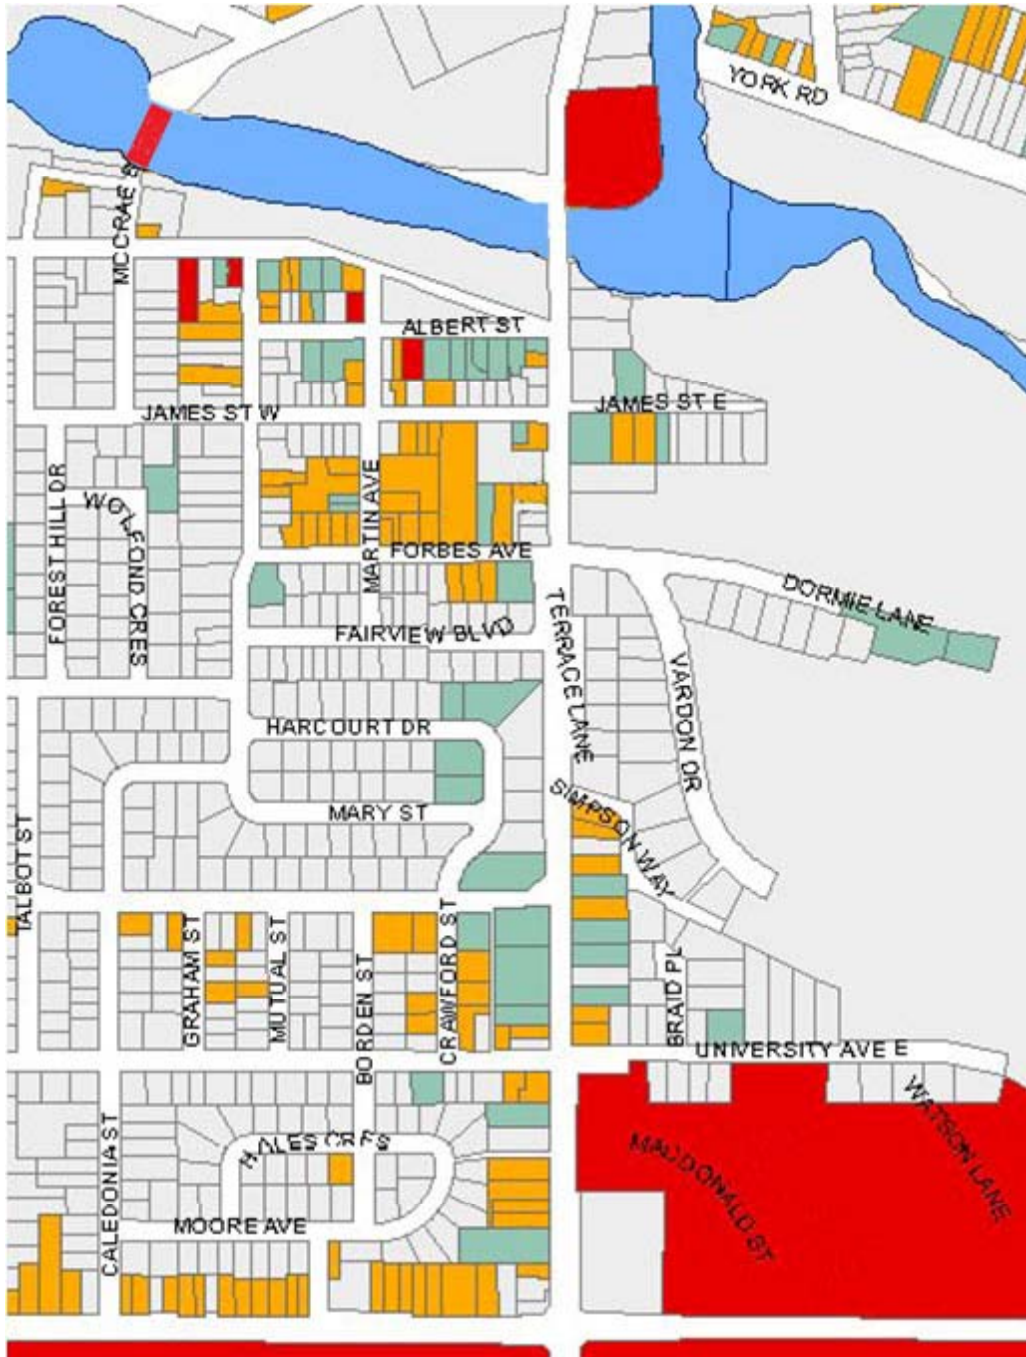 YORK RD
MCCRAE B
ALBERT ST
JAMES ST W
JAMES ST E
FOREST HILL DR
WOLFOND CRES
MARTIN AVE
FORBES AVE
DORMIE LANE
FAIRVIEW BLVD
TERRACE LANE
VARDON DR
HARCOURT DR
MARY ST
SIMPSON WAY
TALBOT ST
GRAHAM ST
MUTUAL ST
BORDEN ST
CRAWFORD ST
BRAID PL
UNIVERSITY AVE E
WATSON LANE
CALEDONIA ST
HALES CRES
MACDONALD ST
MOORE AVE